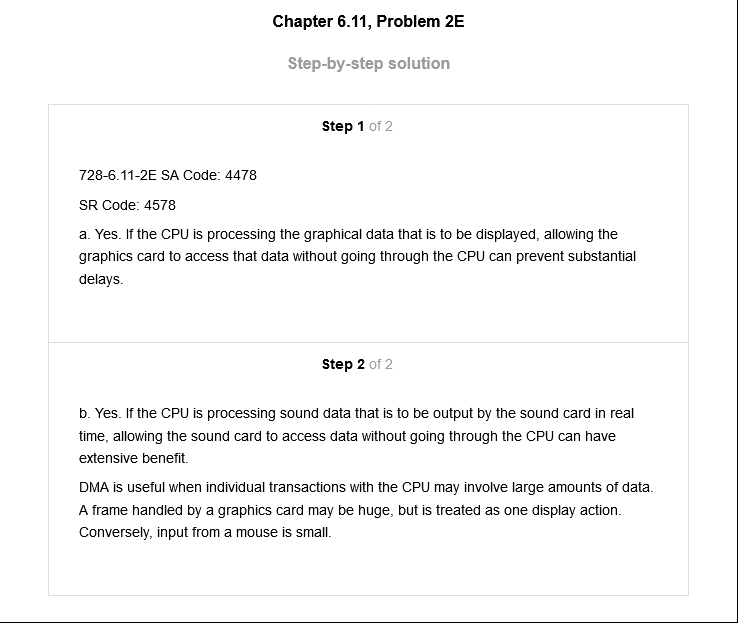 Chapter 6.11, Problem 2E
Step-by-step solution
Step 1 of 2
728-6.11-2E SA Code: 4478
SR Code: 4578
a. Yes. If the CPU is processing the graphical data that is to be displayed, allowing the
graphics card to access that data without going through the CPU can prevent substantial
delays.
Step 2 of 2
b. Yes. If the CPU is processing sound data that is to be output by the sound card in real
time, allowing the sound card to access data without going through the CPU can have
extensive benefit.
DMA is useful when individual transactions with the CPU may involve large amounts of data.
A frame handled by a graphics card may be huge, but is treated as one display action.
Conversely, input from a mouse is small.